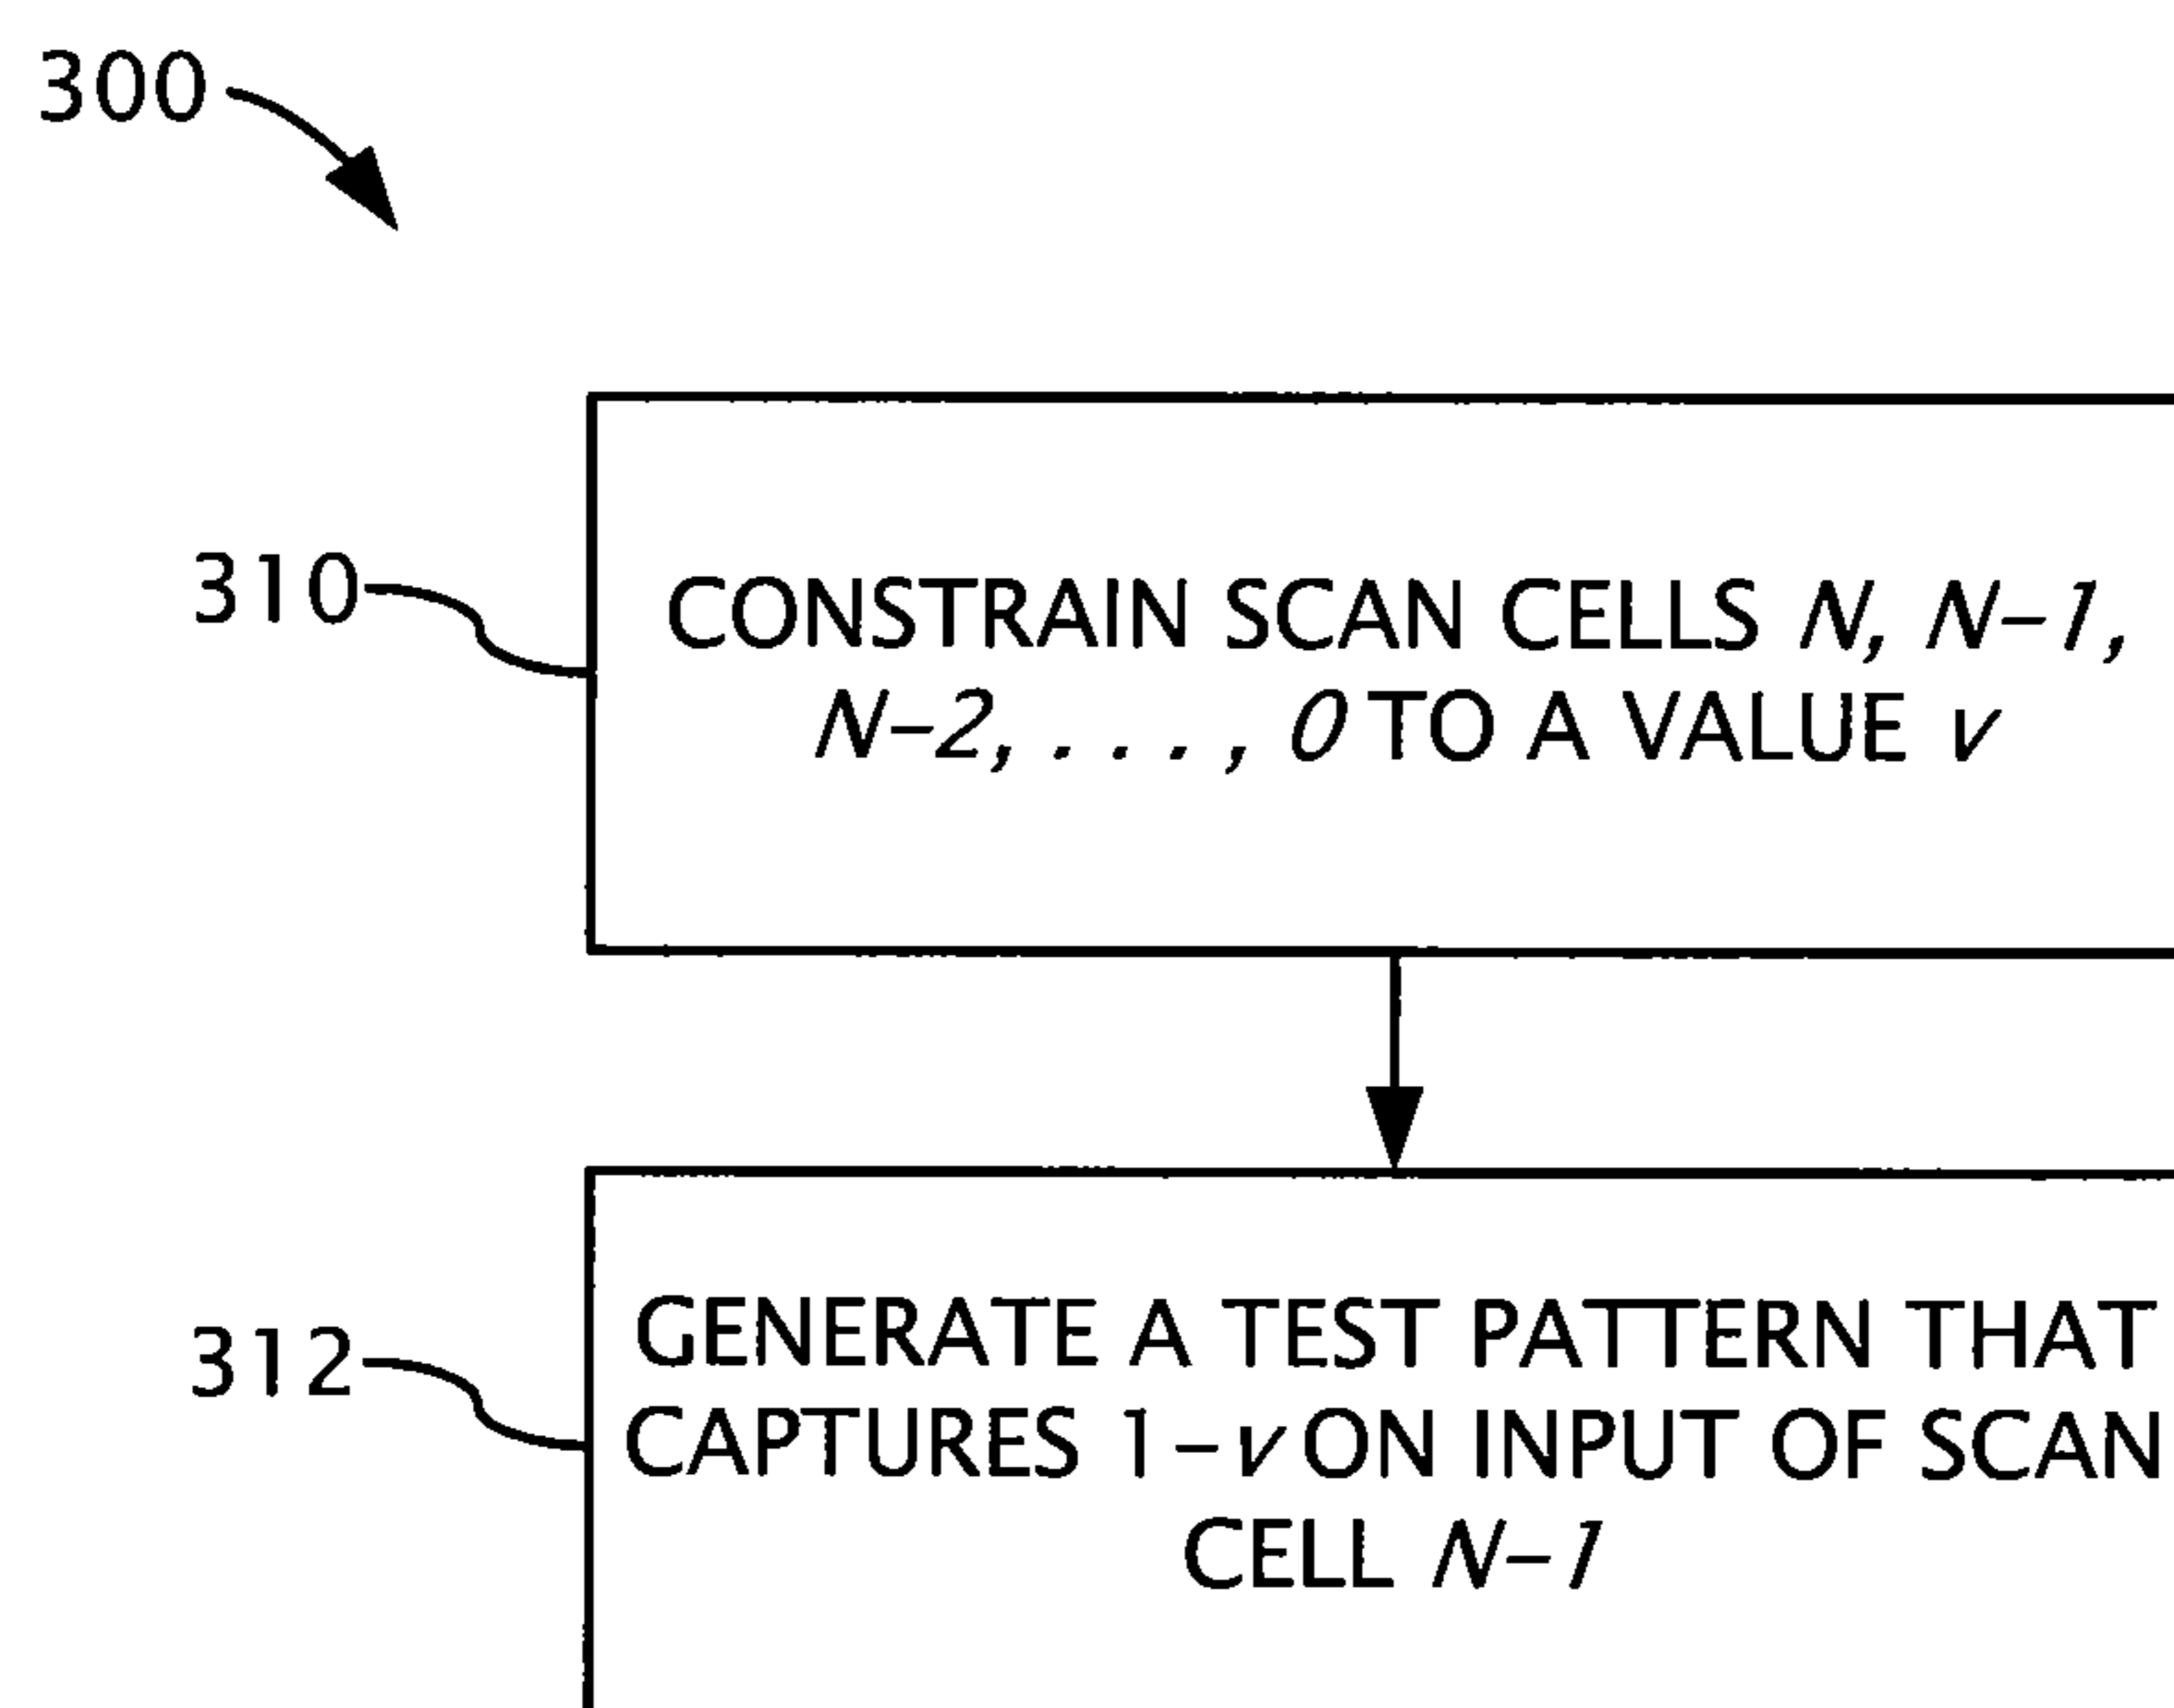 300
310
CONSTRAIN SCAN CELLS N, N–1,
N–2, . . . , 0 TO A VALUE v
312
GENERATE A TEST PATTERN THAT
CAPTURES 1–v ON INPUT OF SCAN
CELL N–1